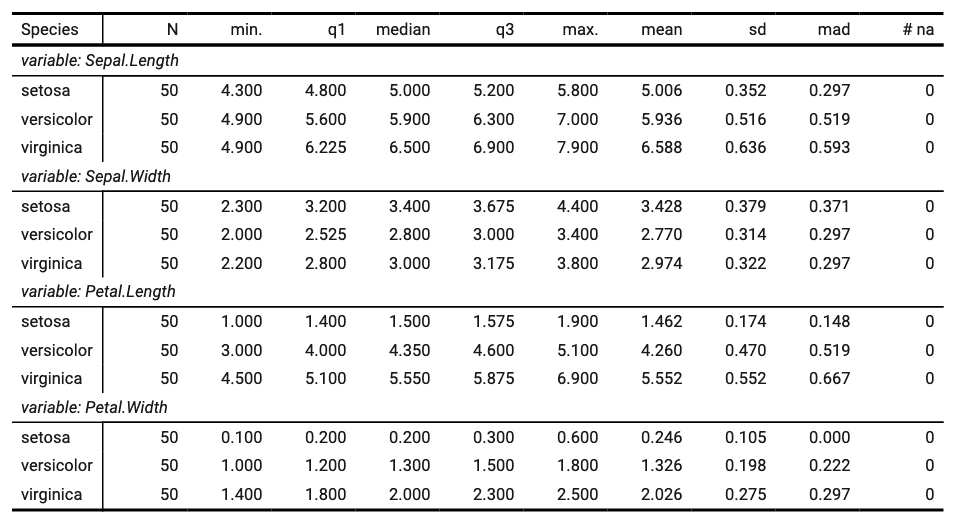 Species N min. q1 median q3 max. mean sd mad # na
variable: Sepal.Length
setosa 50 4.300 4.800 5.000 5.200 5.800 5.006 0.352 0.297 0
versicolor 50 4.900 5.600 5.900 6.300 7.000 5.936 0.516 0.519 0
virginica 50 4.900 6.225 6.500 6.900 7.900 6.588 0.636 0.593 0
variable: Sepal.Width
setosa 50 2.300 3.200 3.400 3.675 4.400 3.428 0.379 0.371 0
versicolor 50 2.000 2.525 2.800 3.000 3.400 2.770 0.314 0.297 0
virginica 50 2.200 2.800 3.000 3.175 3.800 2.974 0.322 0.297 0
variable: Petal.Length
setosa 50 1.000 1.400 1.500 1.575 1.900 1.462 0.174 0.148 0
versicolor 50 3.000 4.000 4.350 4.600 5.100 4.260 0.470 0.519 0
virginica 50 4.500 5.100 5.550 5.875 6.900 5.552 0.552 0.667 0
variable: Petal.Width
setosa 50 0.100 0.200 0.200 0.300 0.600 0.246 0.105 0.000 0
versicolor 50 1.000 1.200 1.300 1.500 1.800 1.326 0.198 0.222 0
virginica 50 1.400 1.800 2.000 2.300 2.500 2.026 0.275 0.297 0